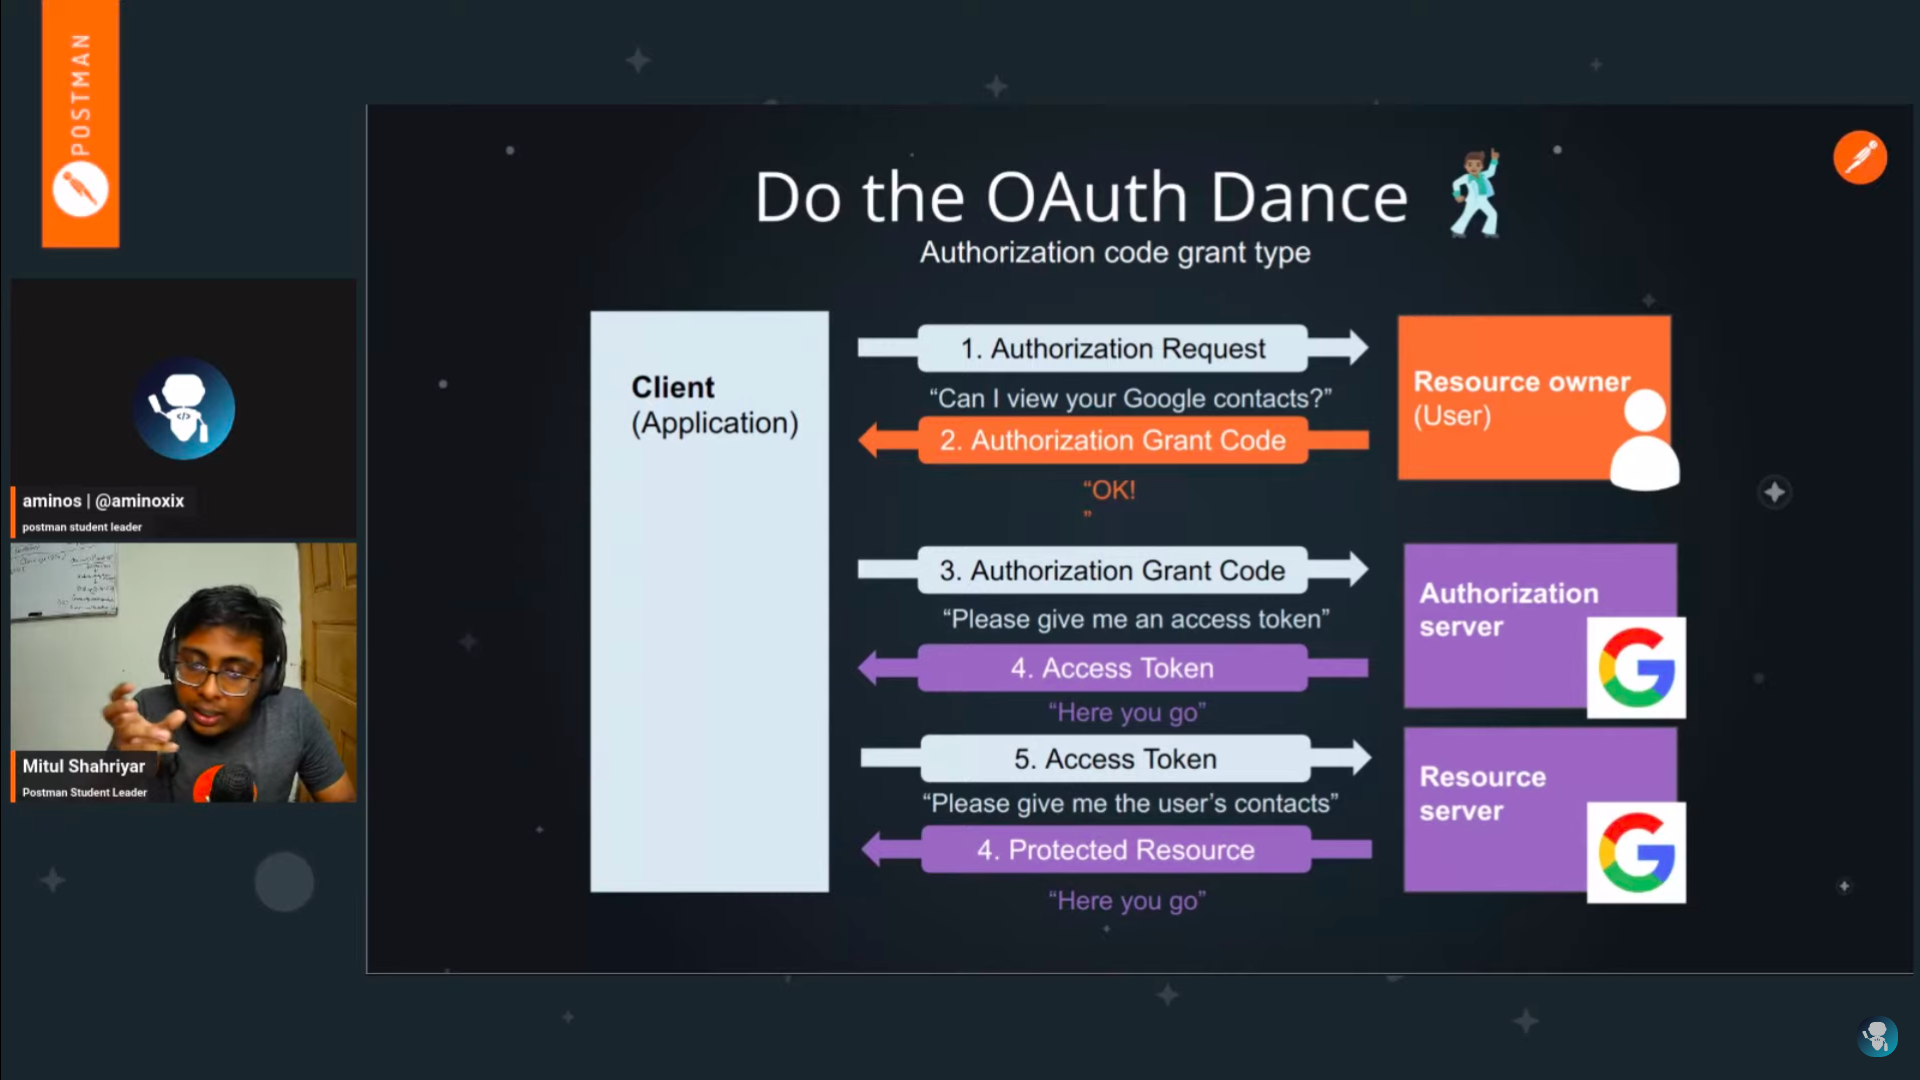 POSTMAN
Do the OAuth Dance
Authorization code grant type
Client
(Application)
1. Authorization Request
“Can I view your Google contacts?”
2. Authorization Grant Code
“OK!
”
Resource owner
(User)
3. Authorization Grant Code
“Please give me an access token”
4. Access Token
“Here you go”
Authorization
server
5. Access Token
“Please give me the user’s contacts”
4. Protected Resource
“Here you go”
Resource
server
aminos | @aminoxix
postman student leader
Mitul Shahriyar
Postman Student Leader